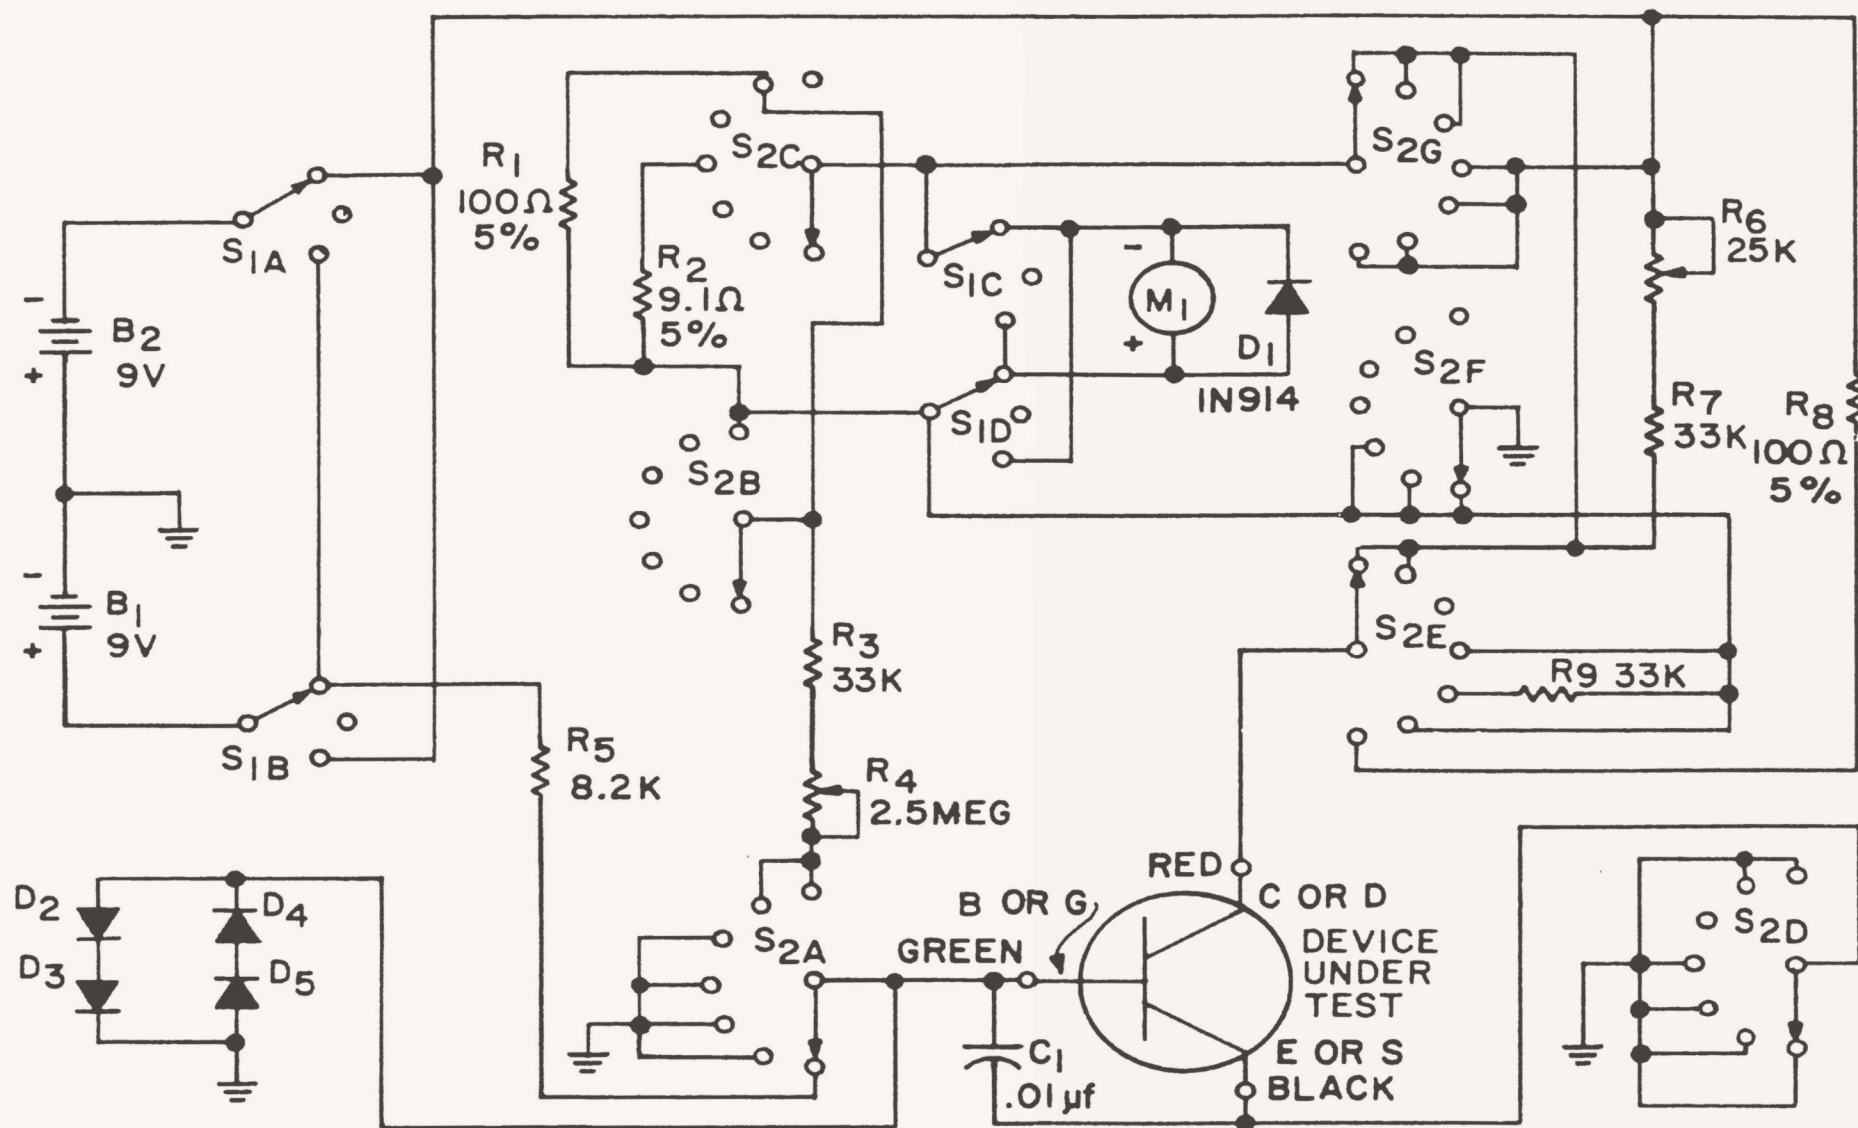 R1
100Ω
5%
S2C
S2G
R6
25K
S1A
R2
9.1Ω
5%
S1C
-
M1
+
D1
1N914
-
B2
+
9V
S2F
S1D
R7
33K
R8
100Ω
5%
S2B
-
B1
+
9V
R3
33K
S2E
R9 33K
S1B
R5
8.2K
R4
2.5MEG
RED
C OR D
B OR G
D2
D4
D3
D5
S2A
GREEN
DEVICE
UNDER
TEST
S2D
C1
.01µf
E OR S
BLACK